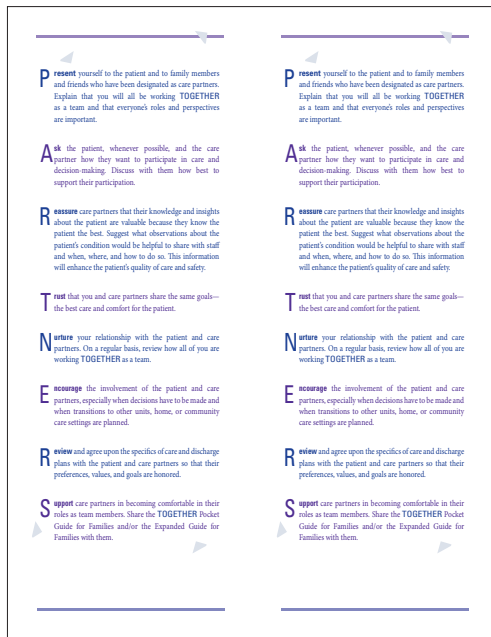 Present yourself to the patient and to family members
and friends who have been designated as care partners.
Explain that you will all be working TOGETHER
as a team and that everyone's roles and perspectives
are important.
Ask the patient, whenever possible, and the care
partner how they want to participate in care and
decision-making. Discuss with them how best to
support their participation.
Reassure care partners that their knowledge and insights
about the patient are valuable because they know the
patient the best. Suggest what observations about the
patient's condition would be helpful to share with staff
and when, where, and how to do so. This information
will enhance the patient's quality of care and safety.
Trust that you and care partners share the same goals—
the best care and comfort for the patient.
Nurture your relationship with the patient and care
partners. On a regular basis, review how all of you are
working TOGETHER as a team.
Encourage the involvement of the patient and care
partners, especially when decisions have to be made and
when transitions to other units, home, or community
care settings are planned.
Review and agree upon the specifics of care and discharge
plans with the patient and care partners so that their
preferences, values, and goals are honored.
Support care partners in becoming comfortable in their
roles as team members. Share the TOGETHER Pocket
Guide for Families and/or the Expanded Guide for
Families with them.
Present yourself to the patient and to family members
and friends who have been designated as care partners.
Explain that you will all be working TOGETHER
as a team and that everyone's roles and perspectives
are important.
Ask the patient, whenever possible, and the care
partner how they want to participate in care and
decision-making. Discuss with them how best to
support their participation.
Reassure care partners that their knowledge and insights
about the patient are valuable because they know the
patient the best. Suggest what observations about the
patient's condition would be helpful to share with staff
and when, where, and how to do so. This information
will enhance the patient's quality of care and safety.
Trust that you and care partners share the same goals—
the best care and comfort for the patient.
Nurture your relationship with the patient and care
partners. On a regular basis, review how all of you are
working TOGETHER as a team.
Encourage the involvement of the patient and care
partners, especially when decisions have to be made and
when transitions to other units, home, or community
care settings are planned.
Review and agree upon the specifics of care and discharge
plans with the patient and care partners so that their
preferences, values, and goals are honored.
Support care partners in becoming comfortable in their
roles as team members. Share the TOGETHER Pocket
Guide for Families and/or the Expanded Guide for
Families with them.